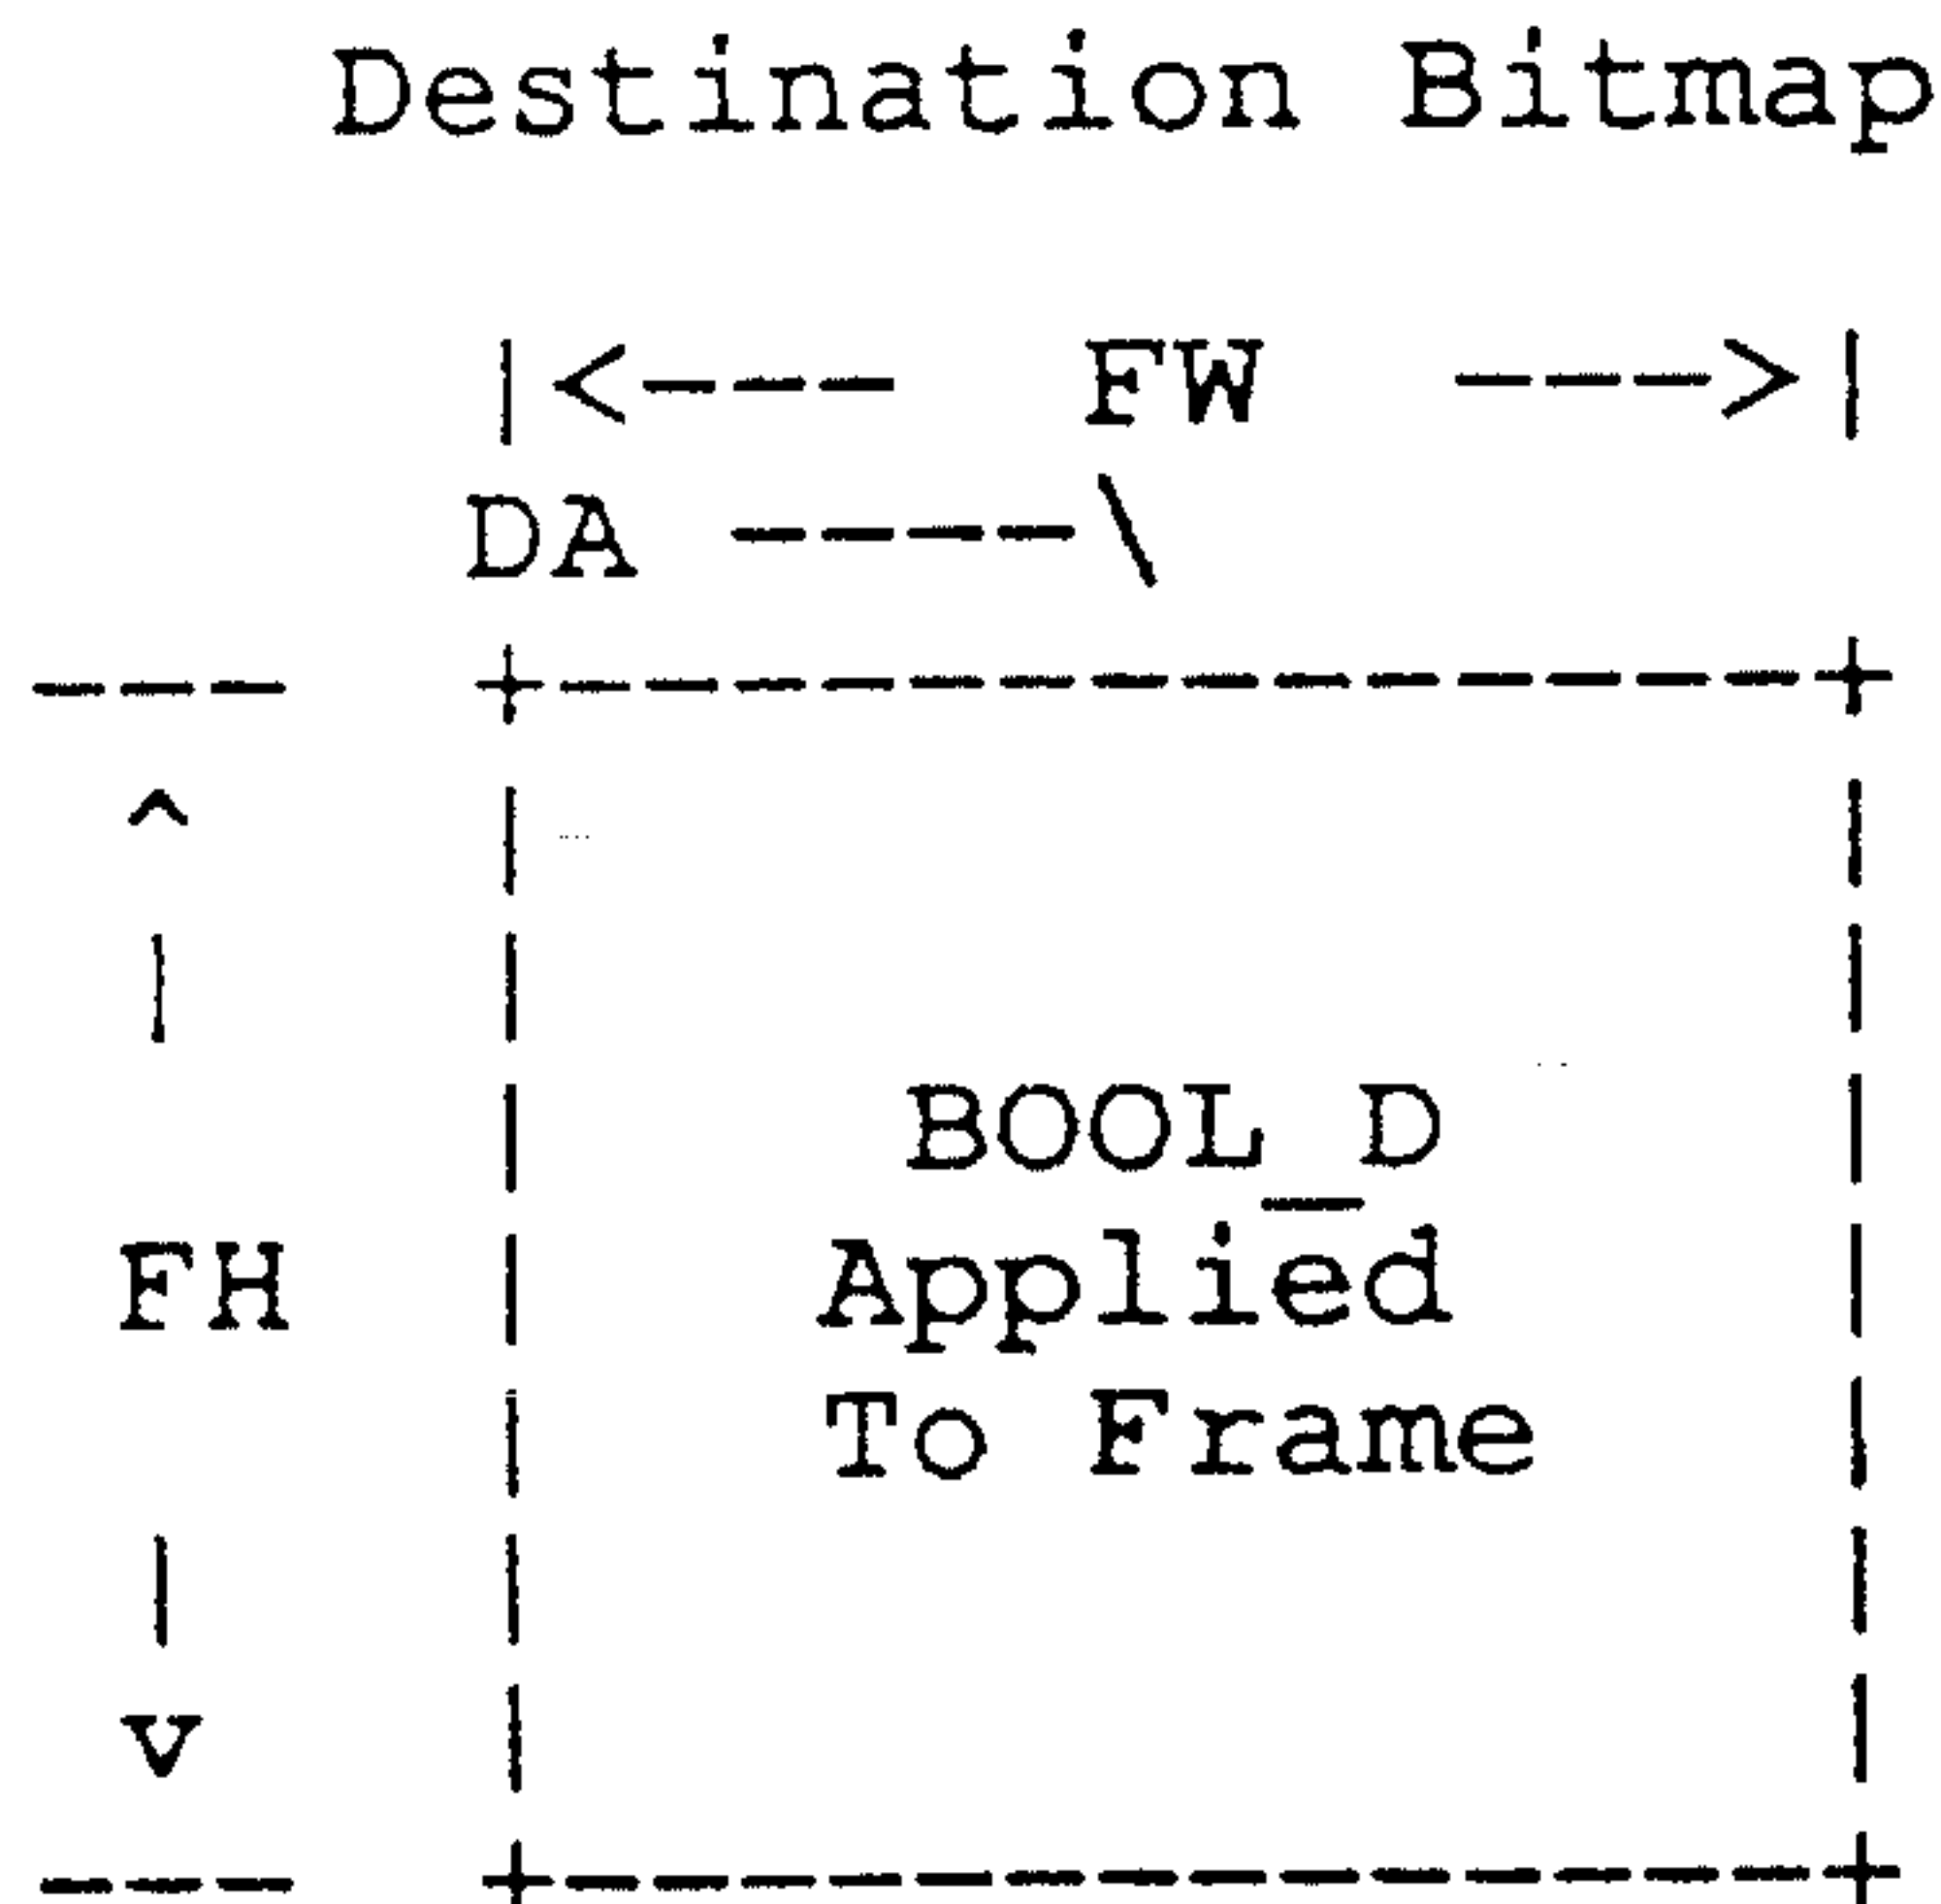 Destination Bitmap
|<--- FW --->|
DA ----\
--- +--------------+
^ | |
| | |
| BOOL_D |
FH | Applied |
| To Frame |
| | |
v | |
--- +--------------+